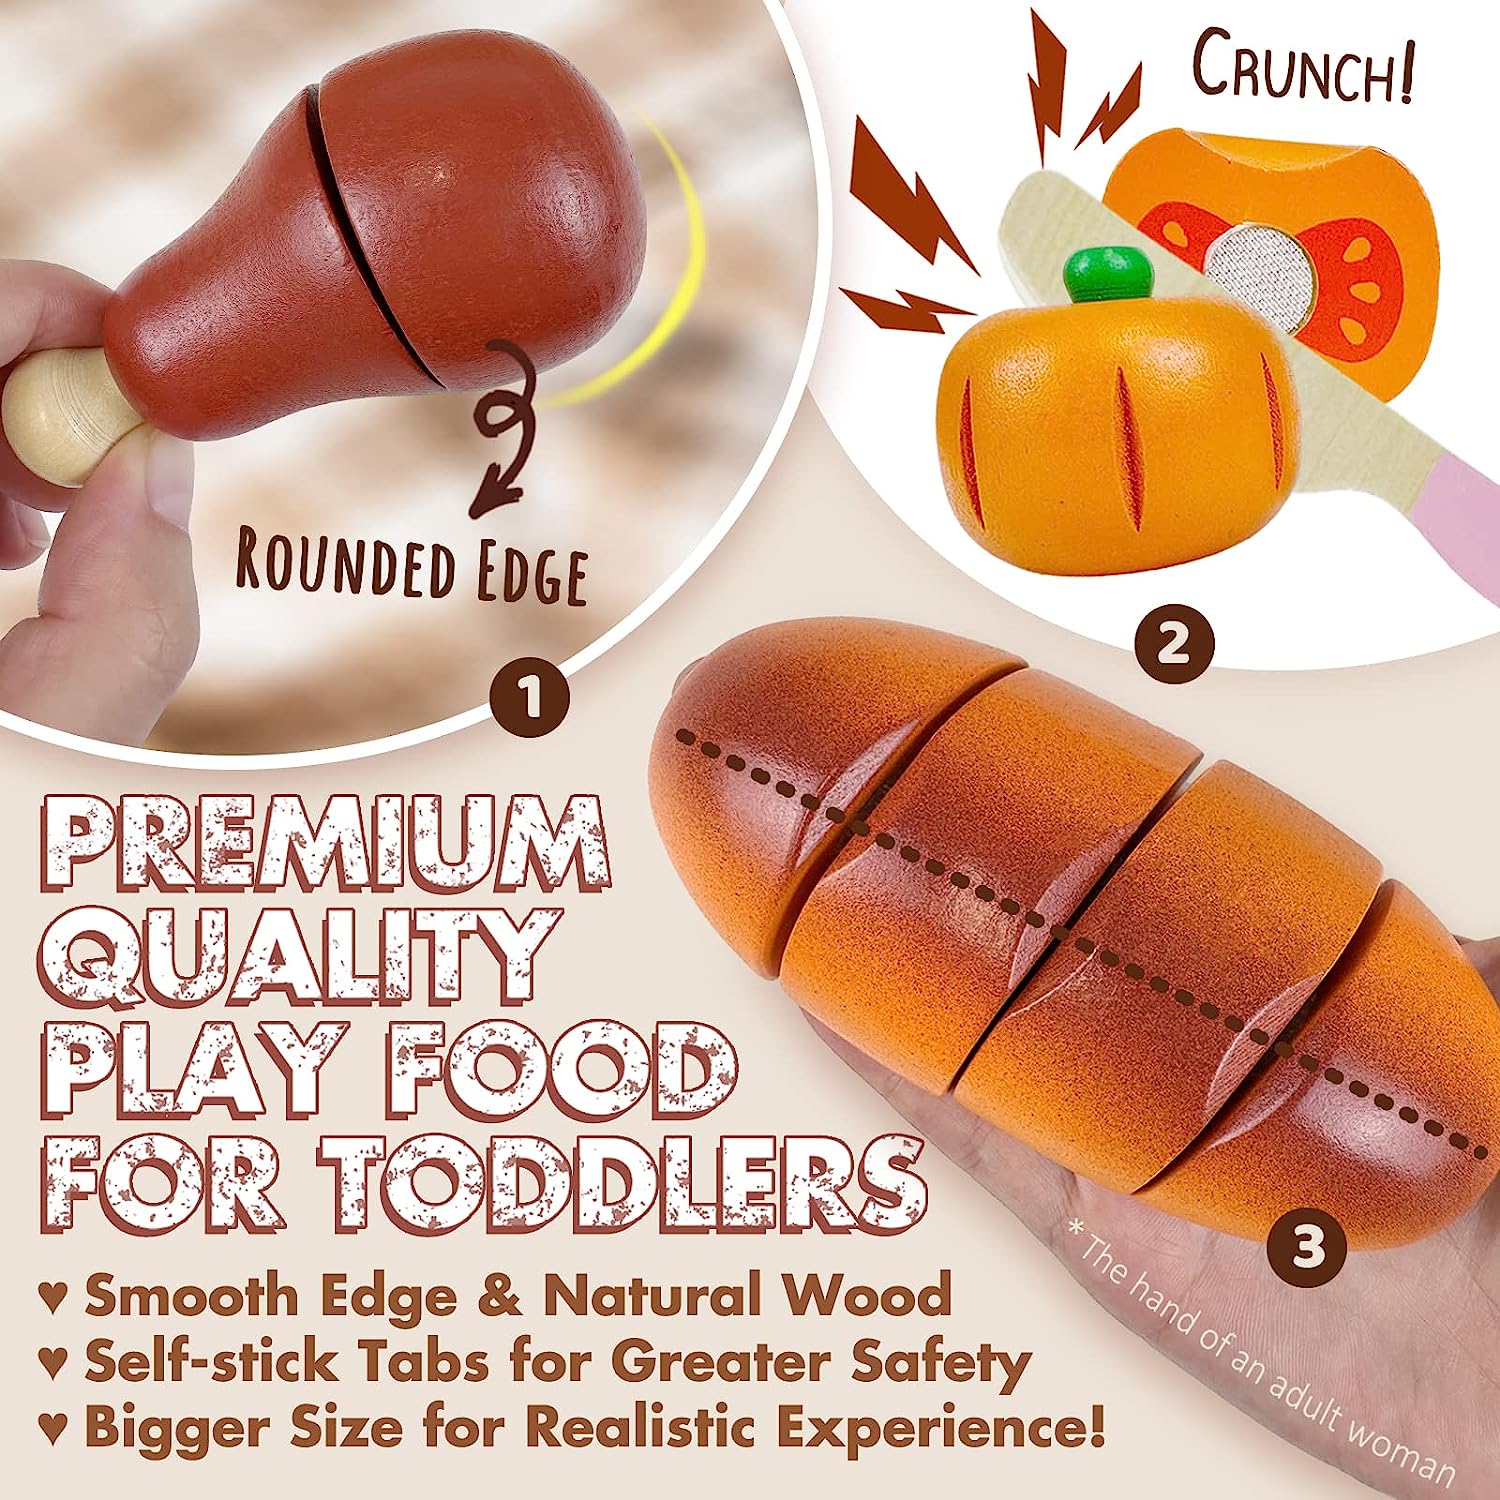 CRUNCH!
ROUNDED EDGE
1
2
3
PREMIUM
QUALITY
PLAY FOOD
FOR TODDLERS
♥ Smooth Edge & Natural Wood
♥ Self-stick Tabs for Greater Safety
♥ Bigger Size for Realistic Experience!
* The hand of an adult woman